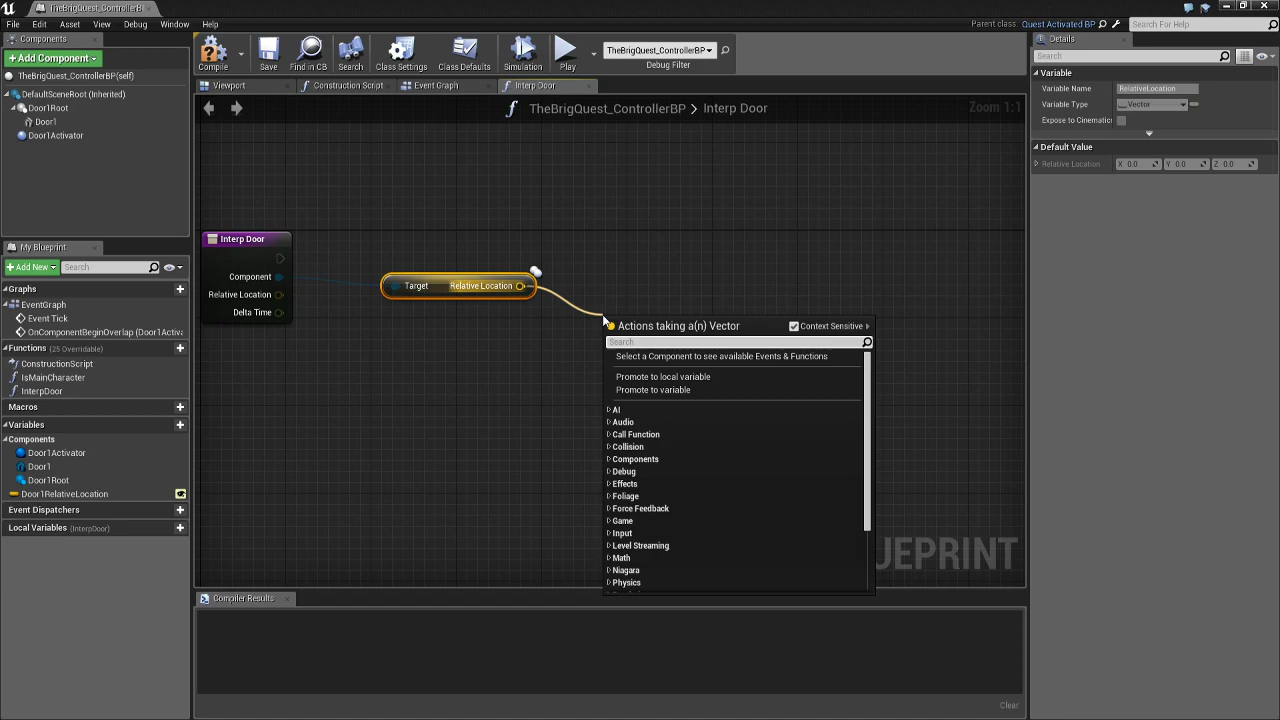 TheBrigQuest_ControllerBl
File Edit Asset View Debug Window Help
Parent class: Quest Activated BP
Search For Help
Components
+Add Component
TheBrigQuest_ControllerBP(self)
DefaultSceneRoot (Inherited)
Door1Root
Door1
Door1Activator
Compile Save Find in CB Search Class Settings Class Defaults Simulation Play
TheBrigQuest_ControllerBP
Debug Filter
Viewport Construction Script Event Graph Interp Door
TheBrigQuest_ControllerBP > Interp Door
Zoom 1:1
My Blueprint
+Add New Search
Graphs
EventGraph
Event Tick
OnComponentBeginOverlap (Door1Activa
Functions (25 Overridable)
ConstructionScript
IsMainCharacter
InterpDoor
Macros
Variables
Components
Door1Activator
Door1
Door1Root
Door1RelativeLocation
Event Dispatchers
Local Variables (InterpDoor)
Interp Door
Component
Relative Location
Delta Time
Target Relative Location
Actions taking a(n) Vector Context Sensitive
Search
Select a Component to see available Events & Functions
Promote to local variable
Promote to variable
AI
Audio
Call Function
Collision
Components
Debug
Effects
Foliage
Force Feedback
Game
Input
Level Streaming
Math
Niagara
Physics
UEPRINT
Compiler Results
Clear
Details
Search
Variable
Variable Name RelativeLocation
Variable Type Vector
Expose to Cinematic
Default Value
Relative Location X 0.0 Y 0.0 Z 0.0